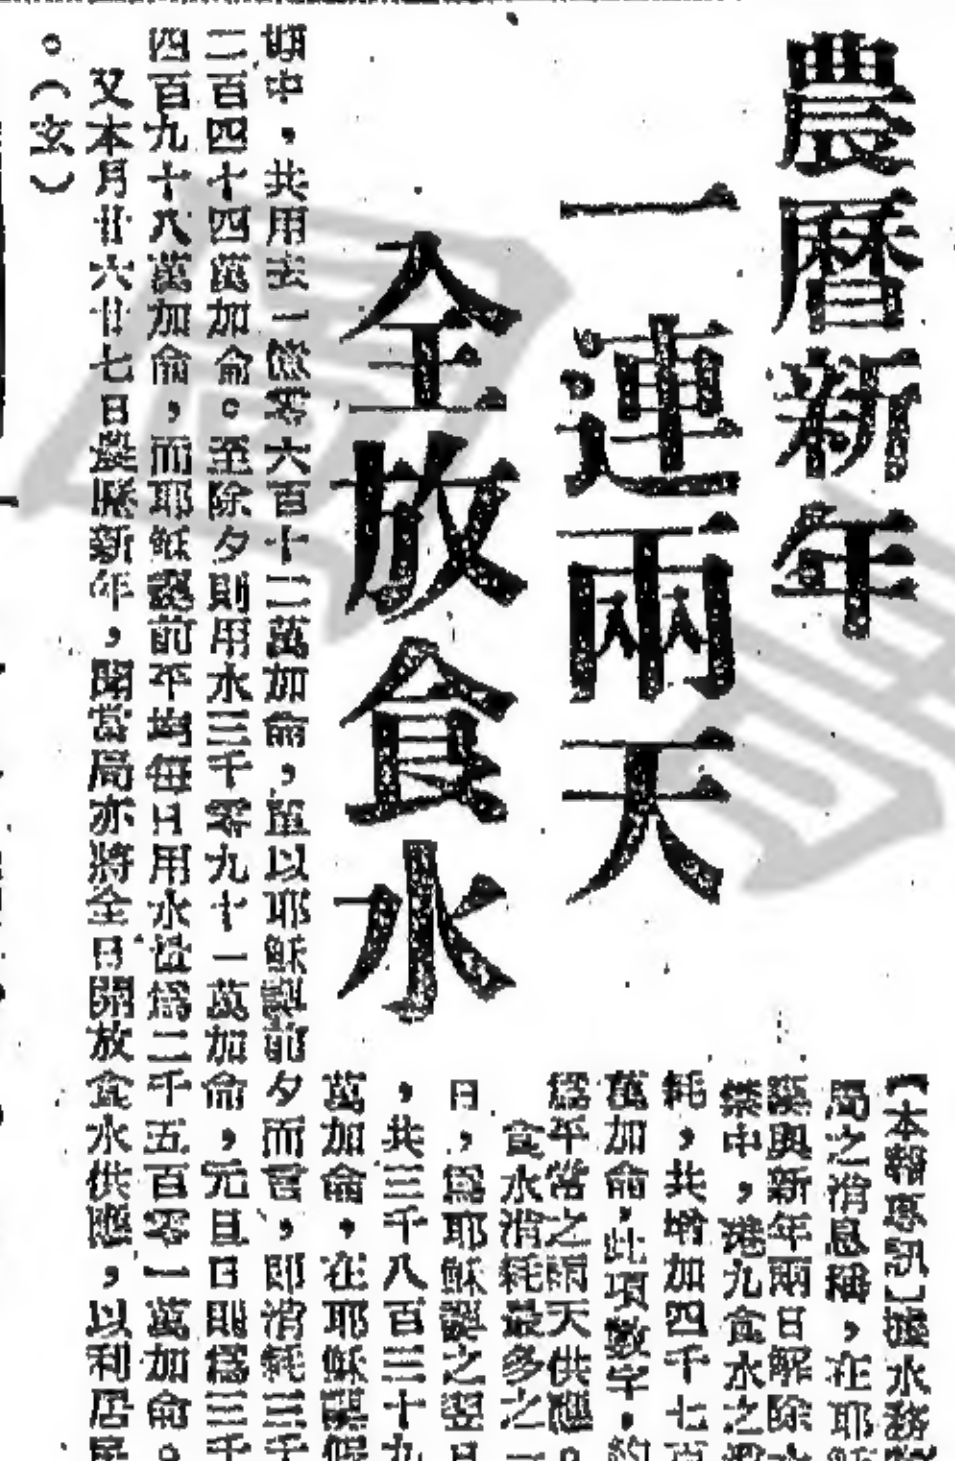 農曆新年
一連兩天
全放食水
【本報專訊】據水務
局之消息稱，在耶穌
誕與新年兩日解除
禁中，港九食水之
耗，共增加四千七百
萬加侖，此項數字，約
爲平常之兩天供應。
食水消耗最多之一
日，爲耶穌誕之翌日
，共三千八百三十九
萬加侖，在耶穌誕假
期中，共用去一億零六百十二萬加侖，單以耶穌誕前夕而言，即消耗三千
二百四十四萬加侖。至除夕則用水三千零九十一萬加侖，元旦日則爲三千
四百九十八萬加侖，而耶穌誕前平均每日用水量爲二千五百零一萬加侖。
又本月廿六廿七日農曆新年，聞當局亦將全日開放食水供應，以利居民
。（玄）